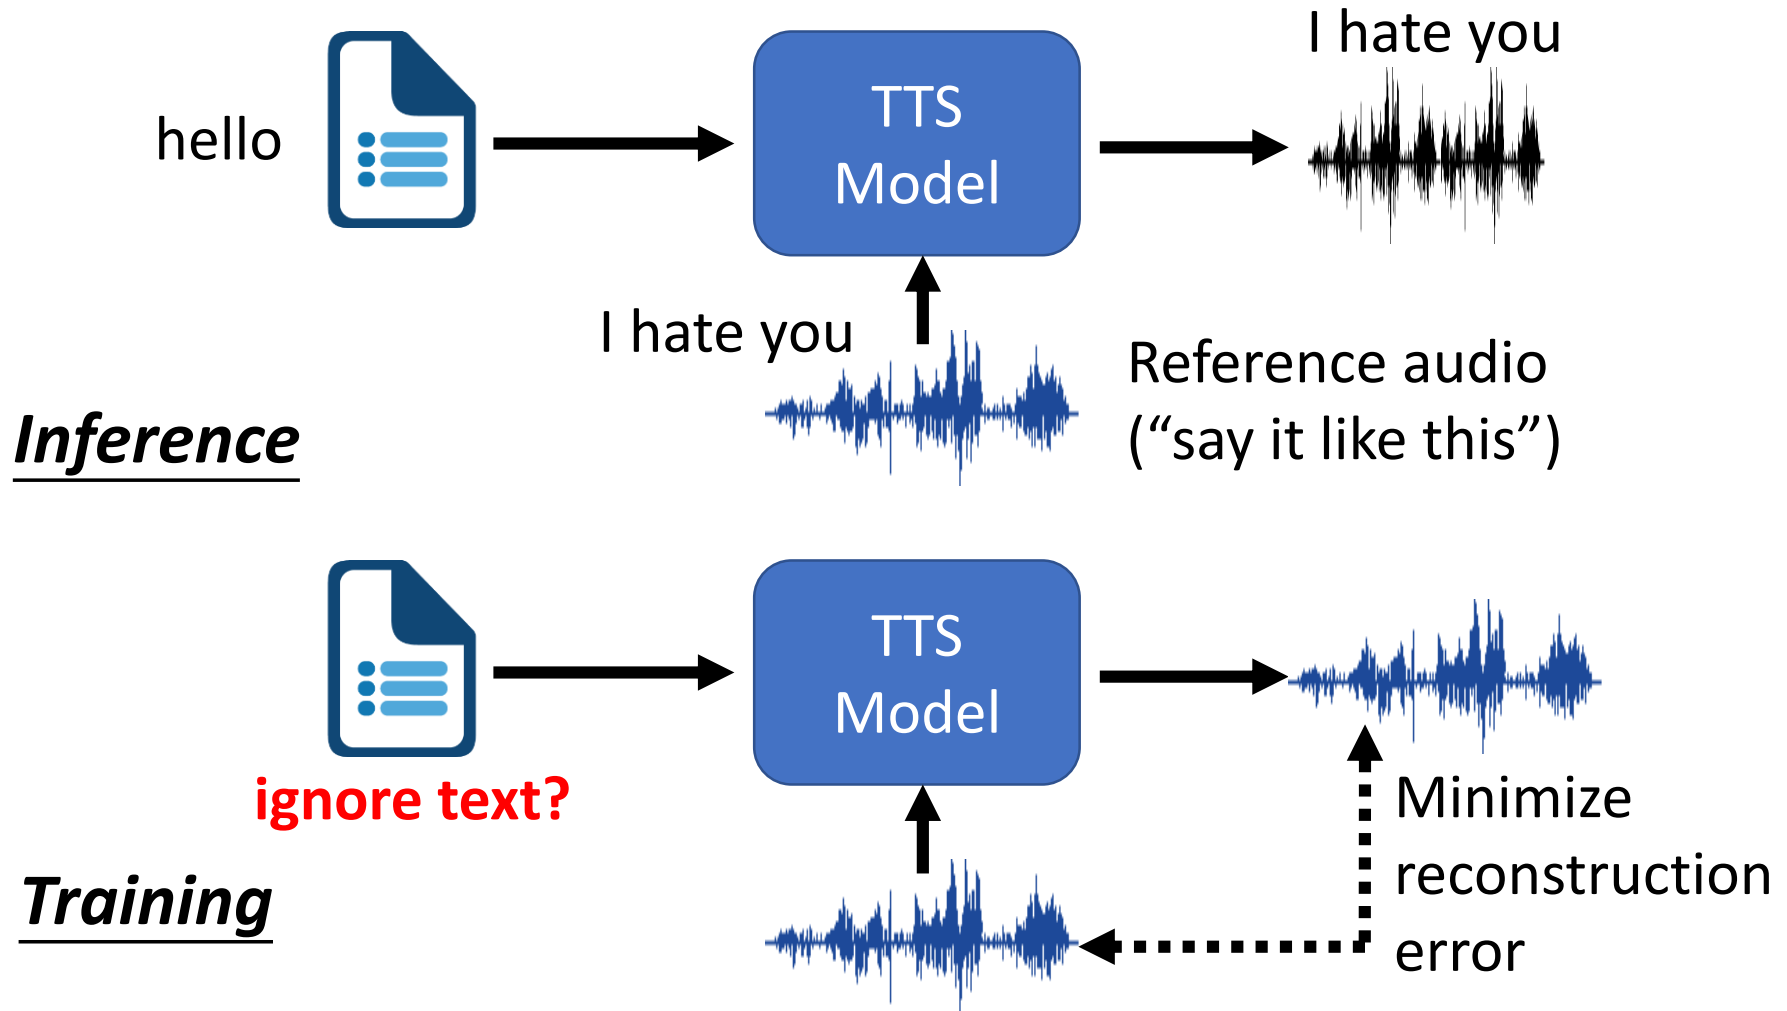 I hate you
hello
TTS
Model
I hate you
Reference audio
(“say it like this”)
Inference
TTS
Model
ignore text?
Minimize
reconstruction
error
Training